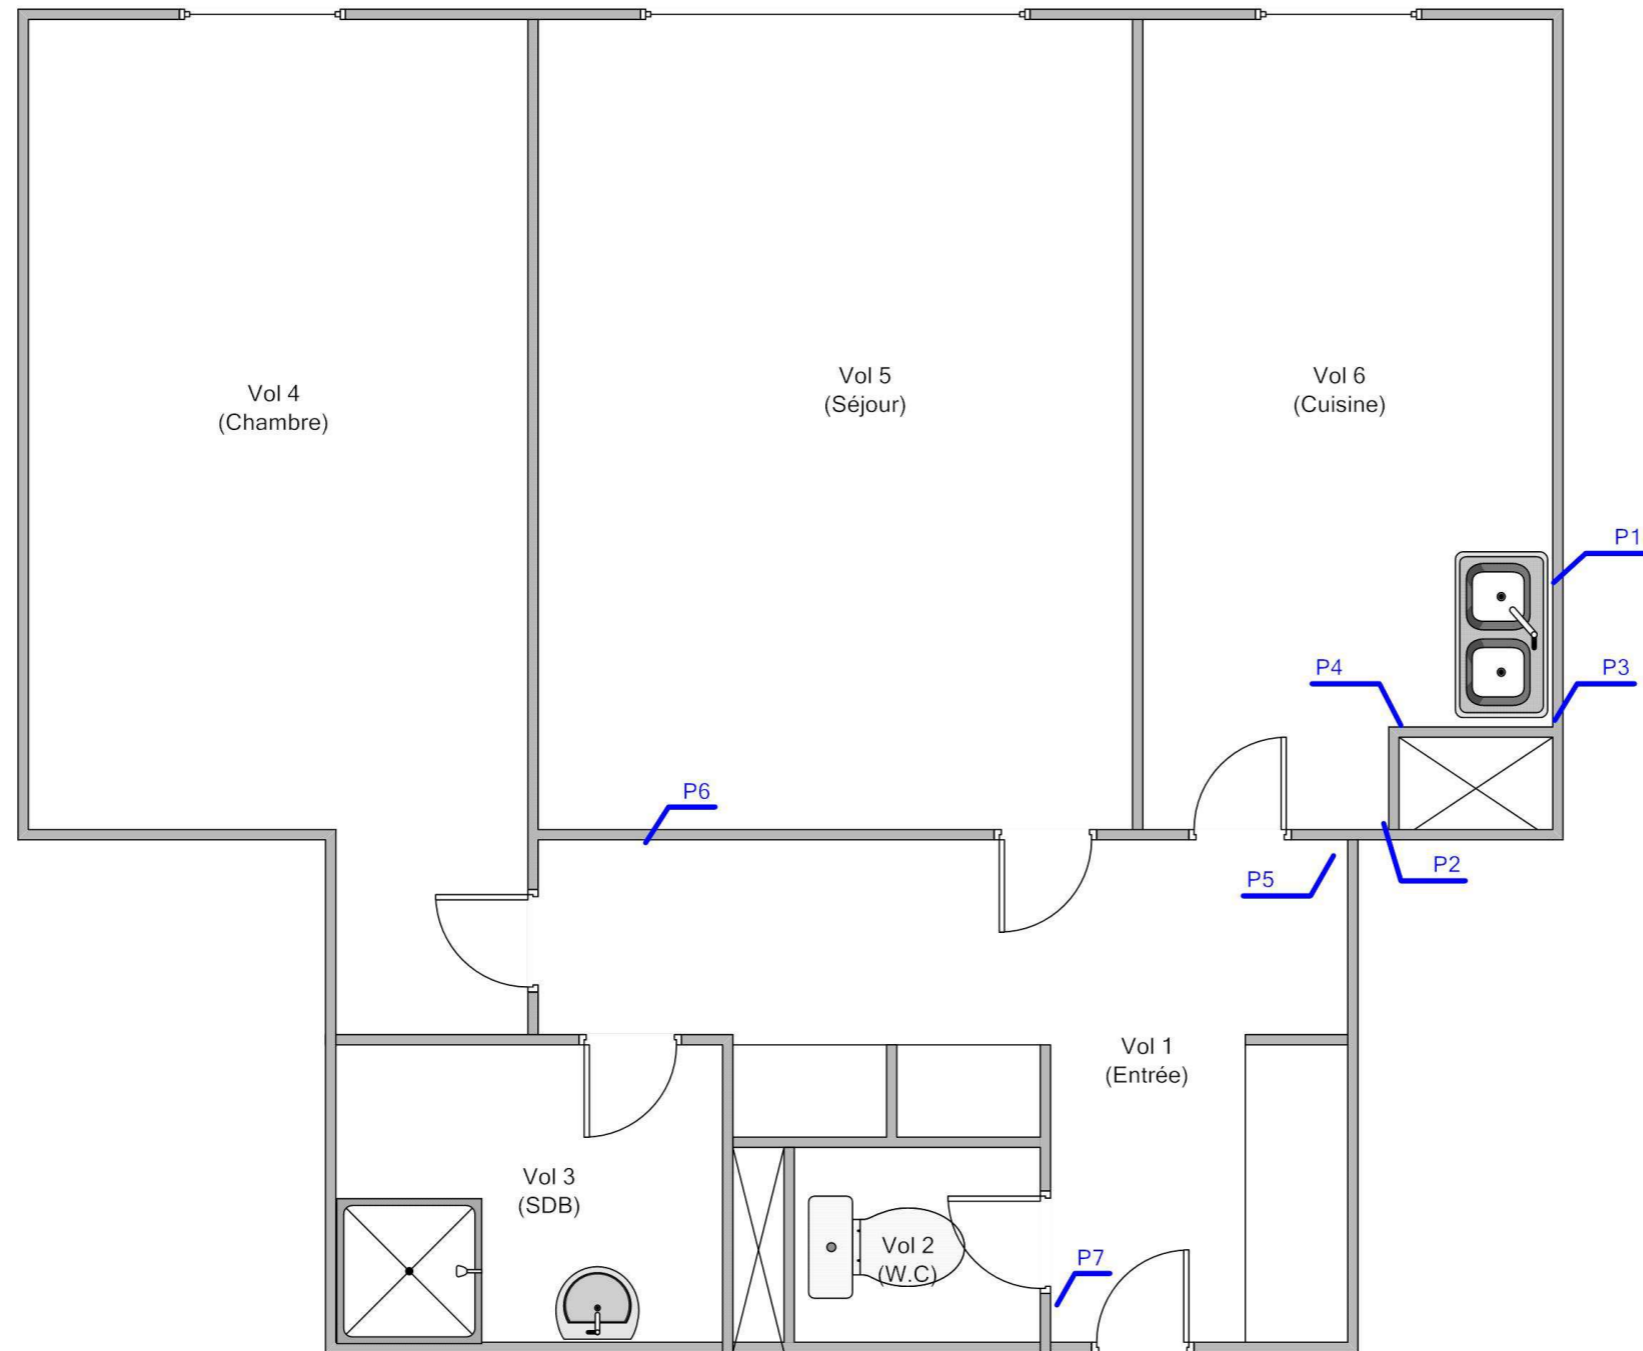 Vol 4
(Chambre)
Vol 5
(Séjour)
Vol 6
(Cuisine)
P1
P4
P3
P6
P2
P5
Vol 1
(Entrée)
Vol 3
(SDB)
Vol 2
(W.C)
P7